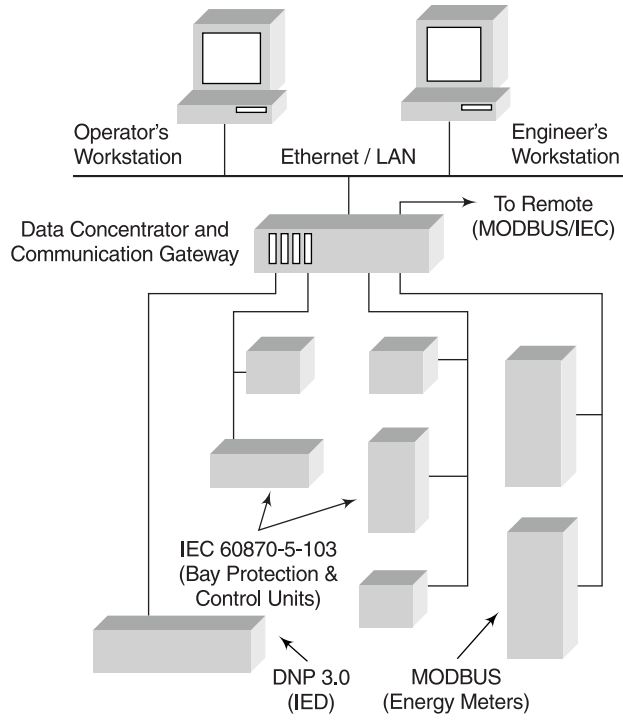 Operator's
Workstation
Ethernet / LAN
Engineer's
Workstation
To Remote
(MODBUS/IEC)
Data Concentrator and
Communication Gateway
IEC 60870-5-103
(Bay Protection &
Control Units)
DNP 3.0
(IED)
MODBUS
(Energy Meters)